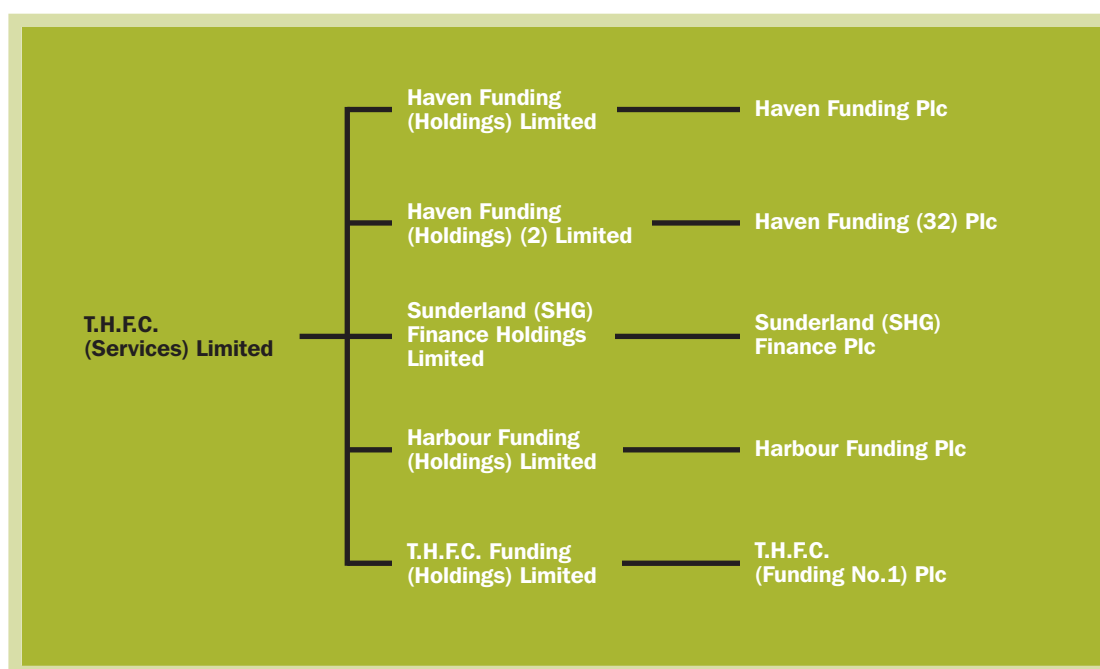 Haven Funding
(Holdings) Limited
Haven Funding Plc
Haven Funding
(Holdings) (2) Limited
Haven Funding (32) Plc
T.H.F.C.
(Services) Limited
Sunderland (SHG)
Finance Holdings
Limited
Sunderland (SHG)
Finance Plc
Harbour Funding
(Holdings) Limited
Harbour Funding Plc
T.H.F.C. Funding
(Holdings) Limited
T.H.F.C.
(Funding No.1) Plc